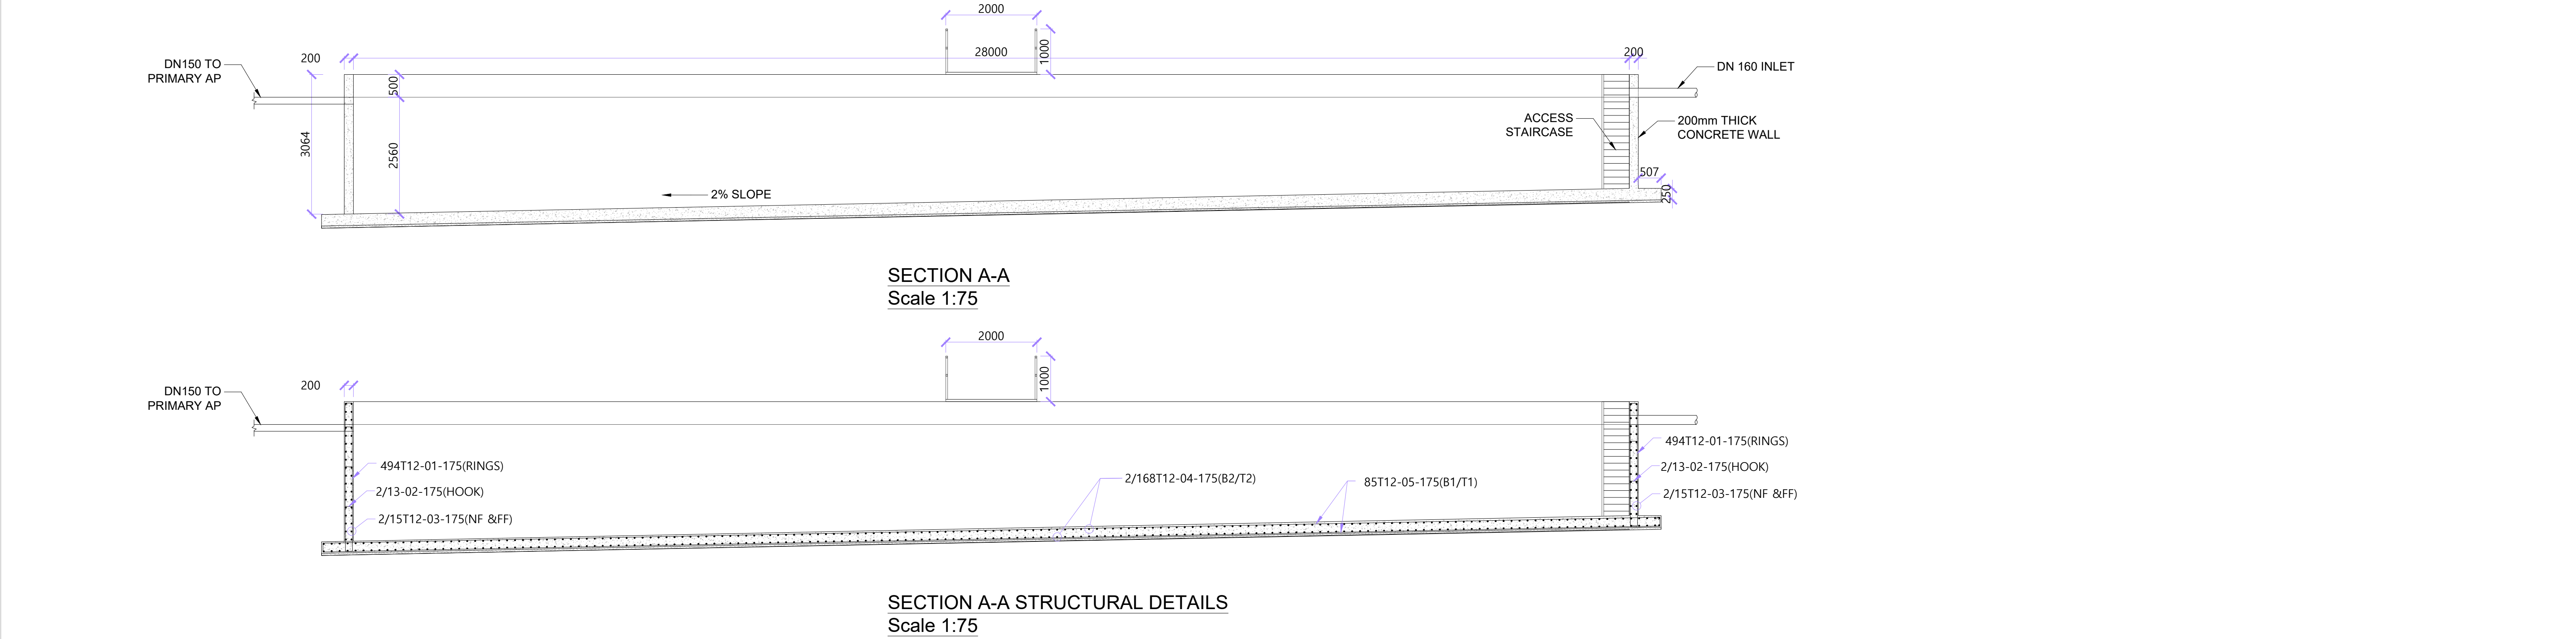 2000
28000
1000
200
200
DN150 TO
PRIMARY AP
DN 160 INLET
500
3064
2560
ACCESS
STAIRCASE
200mm THICK
CONCRETE WALL
507
250
2% SLOPE
SECTION A-A
Scale 1:75
2000
1000
200
DN150 TO
PRIMARY AP
494T12-01-175(RINGS)
2/13-02-175(HOOK)
2/15T12-03-175(NF &FF)
2/168T12-04-175(B2/T2)
85T12-05-175(B1/T1)
494T12-01-175(RINGS)
2/13-02-175(HOOK)
2/15T12-03-175(NF &FF)
SECTION A-A STRUCTURAL DETAILS
Scale 1:75